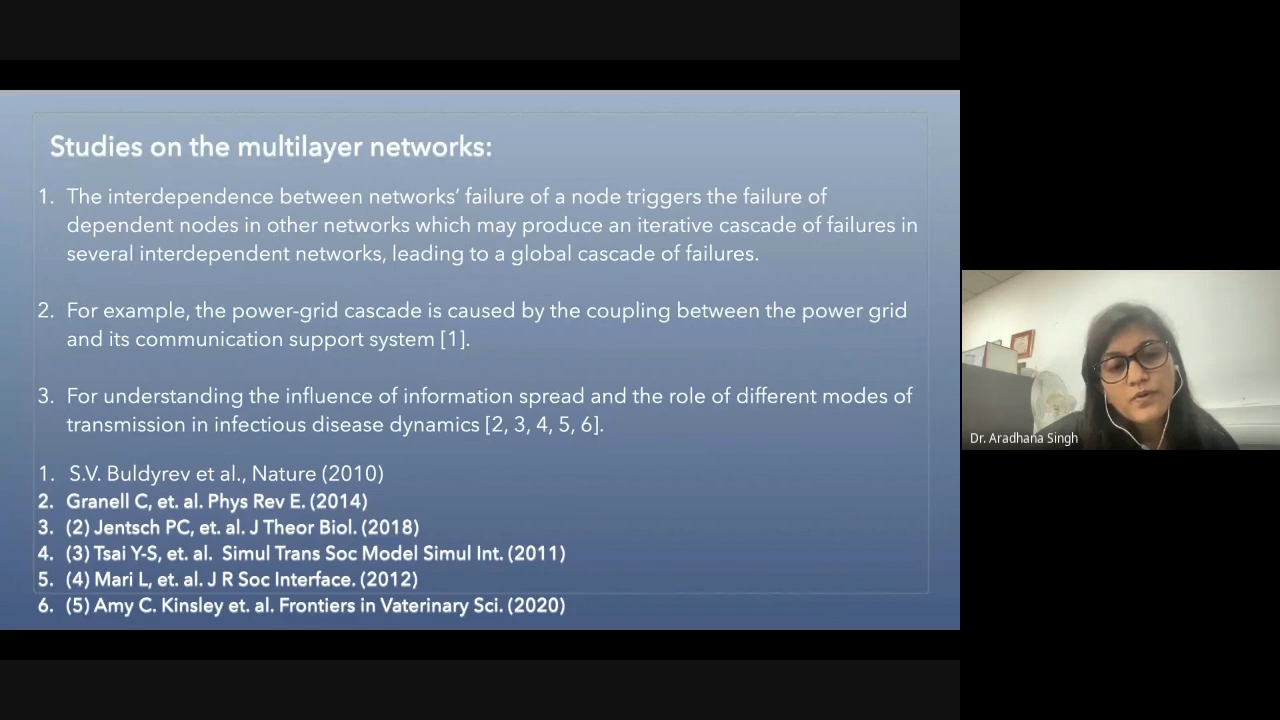 Studies on the multilayer networks:
1. The interdependence between networks' failure of a node triggers the failure of
dependent nodes in other networks which may produce an iterative cascade of failures in
several interdependent networks, leading to a global cascade of failures.
2. For example, the power-grid cascade is caused by the coupling between the power grid
and its communication support system [1].
3. For understanding the influence of information spread and the role of different modes of
transmission in infectious disease dynamics [2, 3, 4, 5, 6].
1. S.V. Buldyrev et al., Nature (2010)
2. Granell C, et. al. Phys Rev E. (2014)
3. (2) Jentsch PC, et. al. J Theor Biol. (2018)
4. (3) Tsai Y-S, et. al. Simul Trans Soc Model Simul Int. (2011)
5. (4) Mari L, et. al. J R Soc Interface. (2012)
6. (5) Amy C. Kinsley et. al. Frontiers in Vaterinary Sci. (2020)
Dr. Aradhana Singh